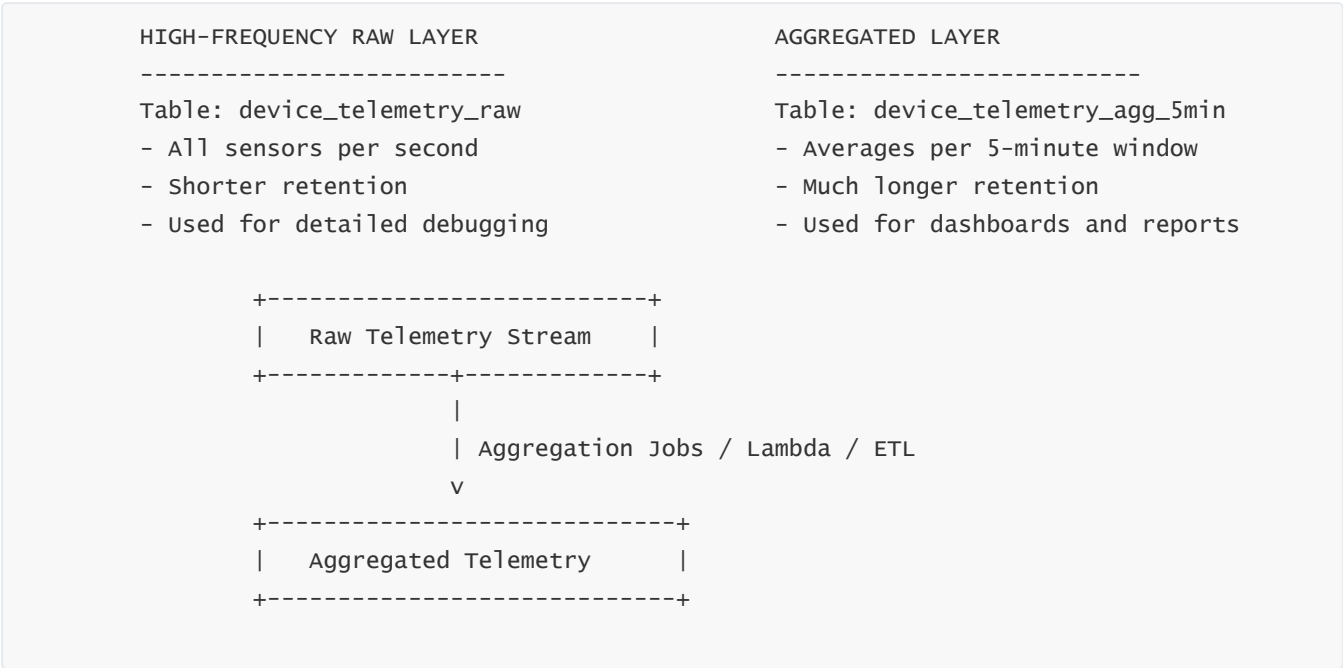 HIGH-FREQUENCY RAW LAYER                     AGGREGATED LAYER
--------------------------                   --------------------------
Table: device_telemetry_raw                  Table: device_telemetry_agg_5min
- All sensors per second                     - Averages per 5-minute window
- Shorter retention                          - Much longer retention
- Used for detailed debugging                - Used for dashboards and reports
Raw Telemetry Stream
Aggregation Jobs / Lambda / ETL
v
Aggregated Telemetry